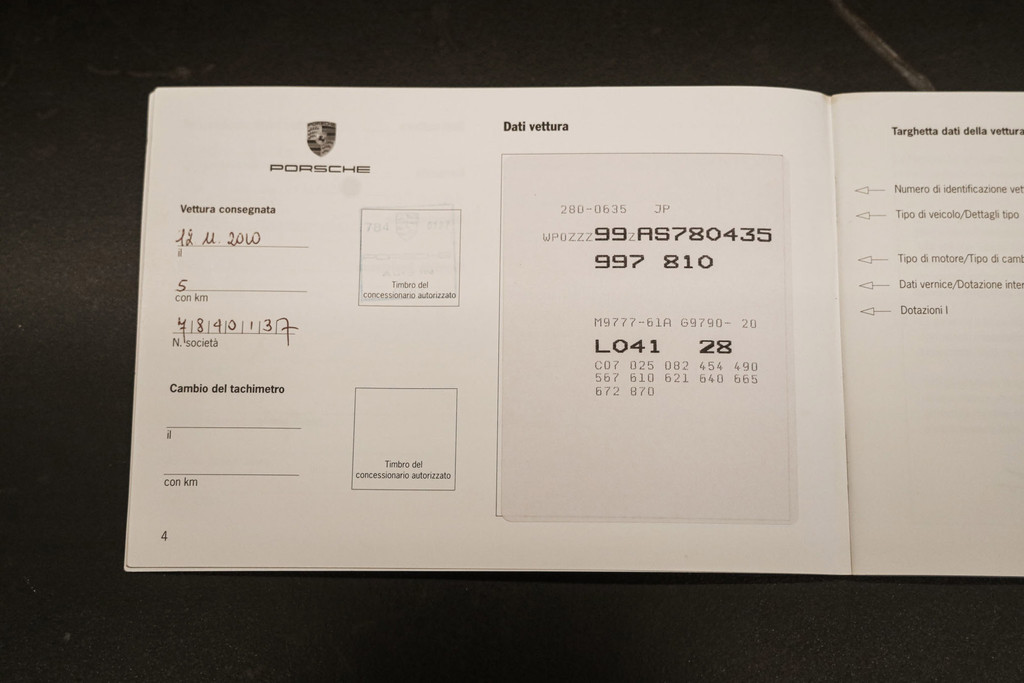 PORSCHE
Vettura consegnata
12 11. 2010
il
5
con km
7|8|4|0|1|3|7
N. società
Timbro del
concessionario autorizzato
Cambio del tachimetro
il
con km
Timbro del
concessionario autorizzato
4
Dati vettura
280-0635 JP
WP0ZZZ99ZAS780435
997 810
M9777-61A G9790- 20
L041 28
C07 025 082 454 490
567 610 621 640 665
672 870
Targhetta dati della vettura
Numero di identificazione vet
Tipo di veicolo/Dettagli tipo
Tipo di motore/Tipo di camb
Dati vernice/Dotazione inter
Dotazioni I